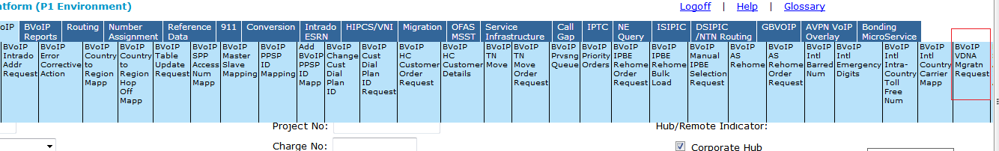 atform (P1 Environment)
Logoff | Help | Glossary
oIP
BVoIP
Reports
Routing
Number
Assignment
Reference
Data
911
Conversion
Intrado
ESRN
HIPCS/VNI
Migration
OFAS
MSST
Service
Infrastructure
Call
Gap
IPTC
NE
Query
ISIPIC
DSIPIC
/NTN Routing
GBVOIP
AVPN VoIP
Overlay
Bonding
MicroService
BVoIP
Intrado
Addr
Request
BVoIP
Error
Corrective
Action
BVoIP
Country
to
Region
Mapp
BVoIP
Country
to
Region
Hop
Off
Mapp
BVoIP
Table
Update
Request
BVoIP
SPP
Access
Num
Mapp
BVoIP
Master
Slave
Mapping
BVoIP
PPSP
ID
Mapping
Add
BVoIP
PPSP
ID
Mapp
BVoIP
Change
Cust
Dial
Plan
ID
BVoIP
Cust
Dial
Plan
ID
Request
BVoIP
HC
Customer
Order
Request
BVoIP
HC
Customer
Details
BVoIP
TN
Move
BVoIP
TN
Move
Order
Request
BVoIP
Prvsng
Queue
BVoIP
Priority
Orders
BVoIP
IPBE
Rehome
Order
Request
BVoIP
IPBE
Rehome
Bulk
Load
BVoIP
Manual
IPBE
Selection
Request
BVoIP
AS
Rehome
BVoIP
AS
Rehome
Order
Request
BVoIP
Intl
Barred
Num
BVoIP
Intl
Emergency
Digits
BVoIP
Intl
Intra-
Country
Toll
Free
Num
BVoIP
Intl
Country
Carrier
Mapp
BVoIP
VDNA
Mgratn
Request
Project No:
Hub/Remote Indicator:
Charge No:
Corporate Hub